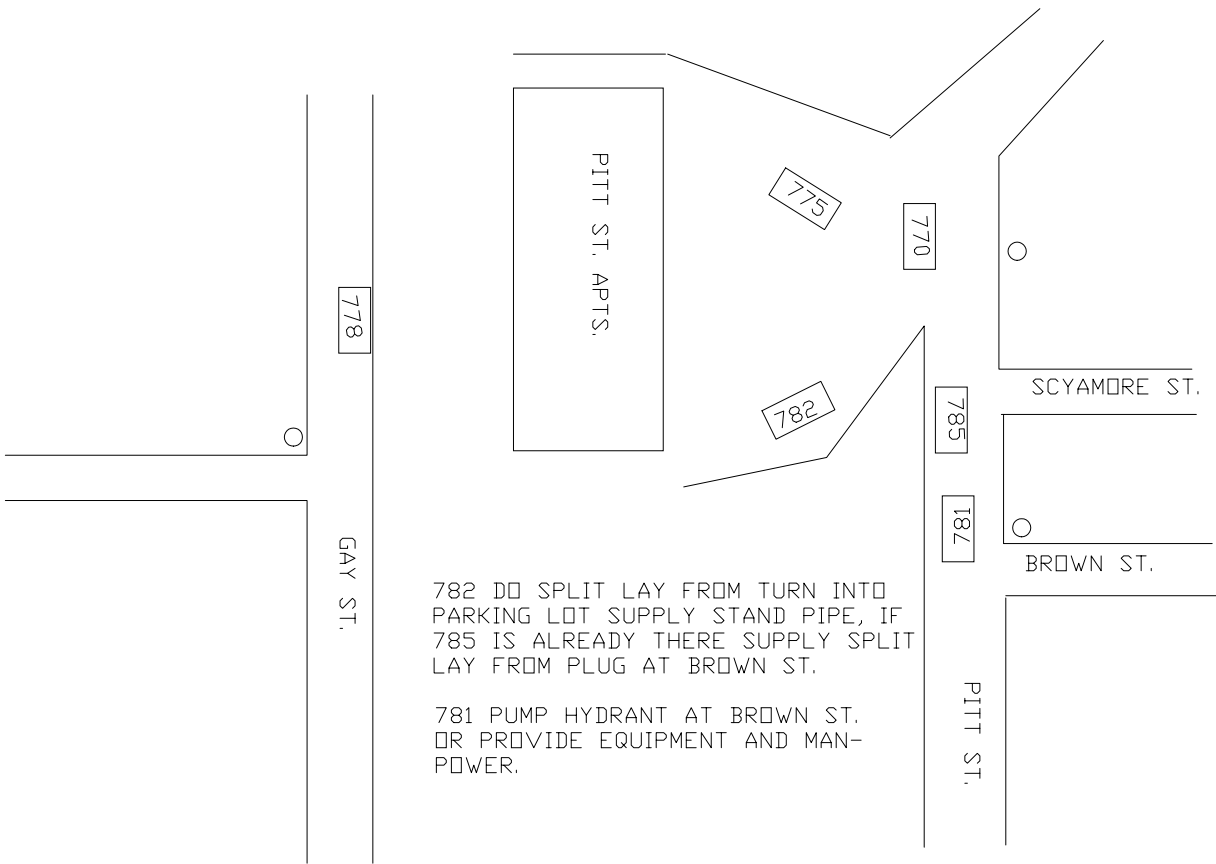 PITT ST. APTS.
775
770
778
782
785
SCYAMORE ST.
781
BROWN ST.
GAY ST.
782 DO SPLIT LAY FROM TURN INTO
PARKING LOT SUPPLY STAND PIPE, IF
785 IS ALREADY THERE SUPPLY SPLIT
LAY FROM PLUG AT BROWN ST.
781 PUMP HYDRANT AT BROWN ST.
OR PROVIDE EQUIPMENT AND MAN-
POWER.
PITT ST.